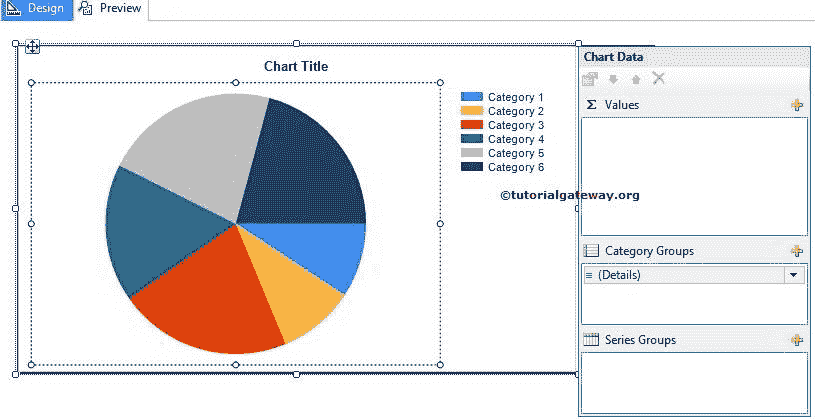 Design Preview
Chart Title
Category 1
Category 2
Category 3
Category 4
Category 5
Category 6
©tutorialgateway.org
Chart Data
Σ Values
Category Groups
(Details)
Series Groups